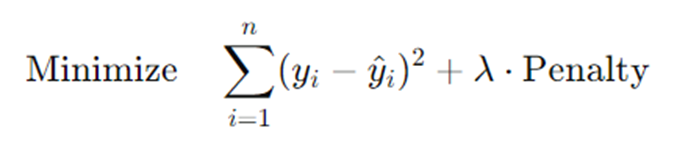 Minimize $\sum_{i=1}^{n} (y_i - \hat{y}_i)^2 + \lambda \cdot \text{Penalty}$